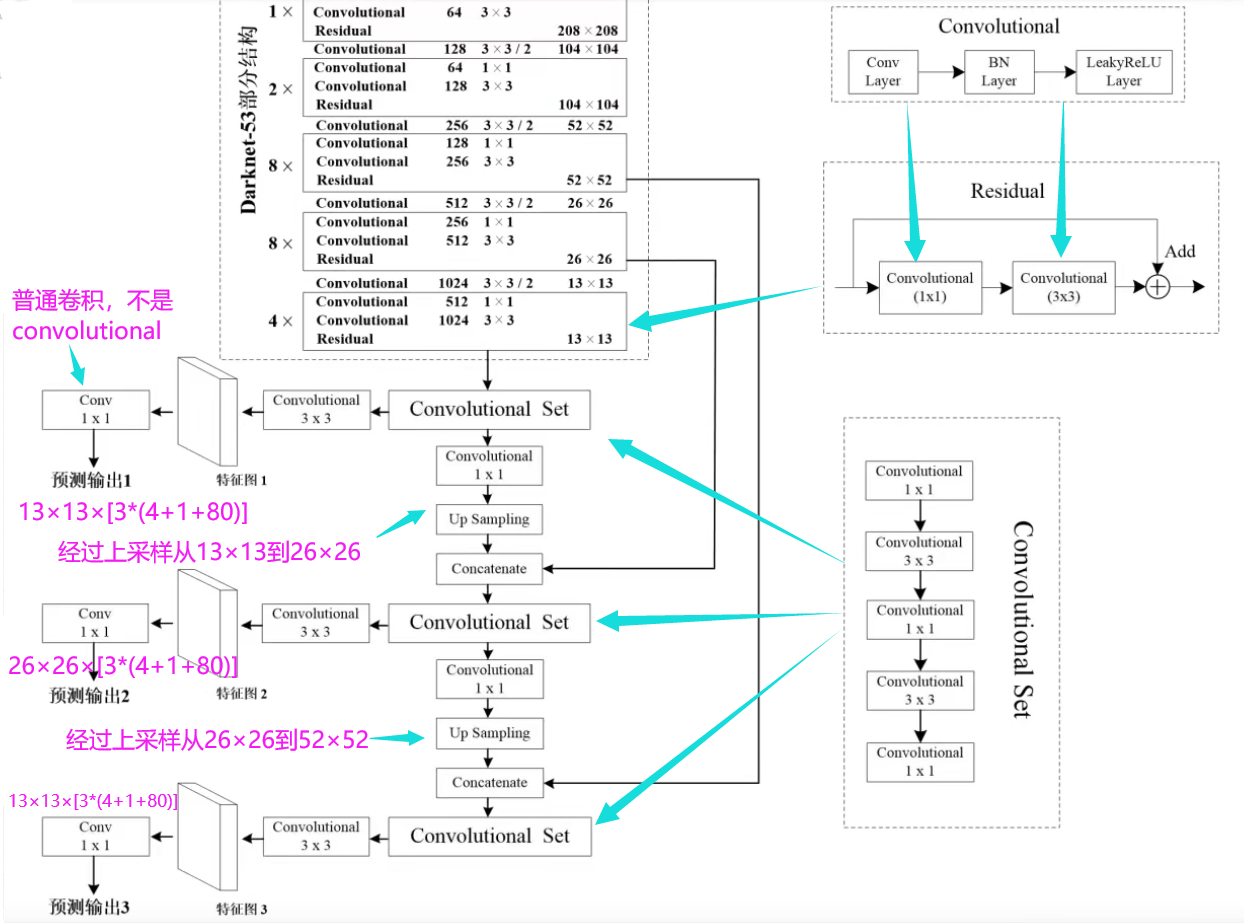 1 × Convolutional 64 3 × 3
Residual 208 × 208
Convolutional 128 3 × 3 / 2 104 × 104
Convolutional 64 1 × 1
2 × Convolutional 128 3 × 3
Residual 104 × 104
Convolutional 256 3 × 3 / 2 52 × 52
Convolutional 128 1 × 1
8 × Convolutional 256 3 × 3
Residual 52 × 52
Convolutional 512 3 × 3 / 2 26 × 26
Convolutional 256 1 × 1
8 × Convolutional 512 3 × 3
Residual 26 × 26
Convolutional 1024 3 × 3 / 2 13 × 13
Convolutional 512 1 × 1
4 × Convolutional 1024 3 × 3
Residual 13 × 13
Darknet-53部分结构
Convolutional
Conv
Layer
BN
Layer
LeakyReLU
Layer
Residual
Add
Convolutional
(1x1)
Convolutional
(3x3)
普通卷积，不是
convolutional
Conv
1 x 1
Convolutional
3 x 3
Convolutional Set
预测输出1
特征图 1
13×13×[3*(4+1+80)]
Convolutional
1 x 1
Up Sampling
经过上采样从13×13到26×26
Concatenate
Conv
1 x 1
Convolutional
3 x 3
Convolutional Set
26×26×[3*(4+1+80)]
预测输出2
特征图 2
Convolutional
1 x 1
Up Sampling
经过上采样从26×26到52×52
Concatenate
13×13×[3*(4+1+80)]
Conv
1 x 1
Convolutional
3 x 3
Convolutional Set
预测输出3
特征图 3
Convolutional
1 x 1
Convolutional
3 x 3
Convolutional
1 x 1
Convolutional
3 x 3
Convolutional
1 x 1
Convolutional Set